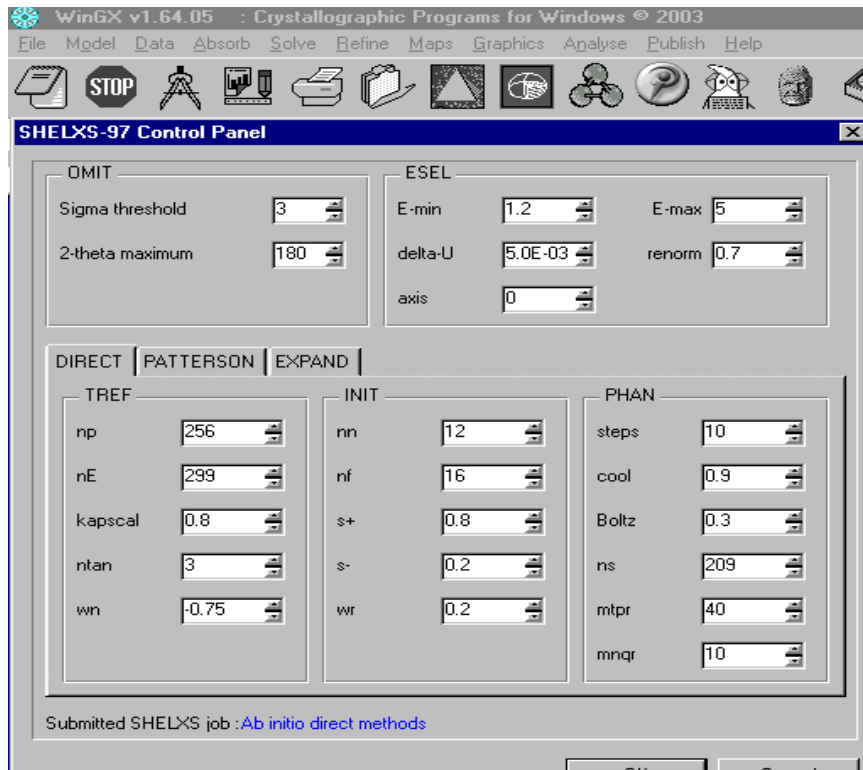 WinGX v1.64.05 : Crystallographic Programs for Windows © 2003
File Model Data Absorb Solve Refine Maps Graphics Analyse Publish Help
STOP
SHELXS-97 Control Panel
OMIT ESEL
Sigma threshold 3 E-min 1.2 E-max 5
2-theta maximum 180 delta-U 5.0E-03 renorm 0.7
axis 0
DIRECT PATTERSON EXPAND
TREF INIT PHAN
np 256 nn 12 steps 10
nE 299 nf 16 cool 0.9
kapscal 0.8 s+ 0.8 Boltz 0.3
ntan 3 s- 0.2 ns 209
wn -0.75 wr 0.2 mtpr 40
mnqr 10
Submitted SHELXS job : Ab initio direct methods